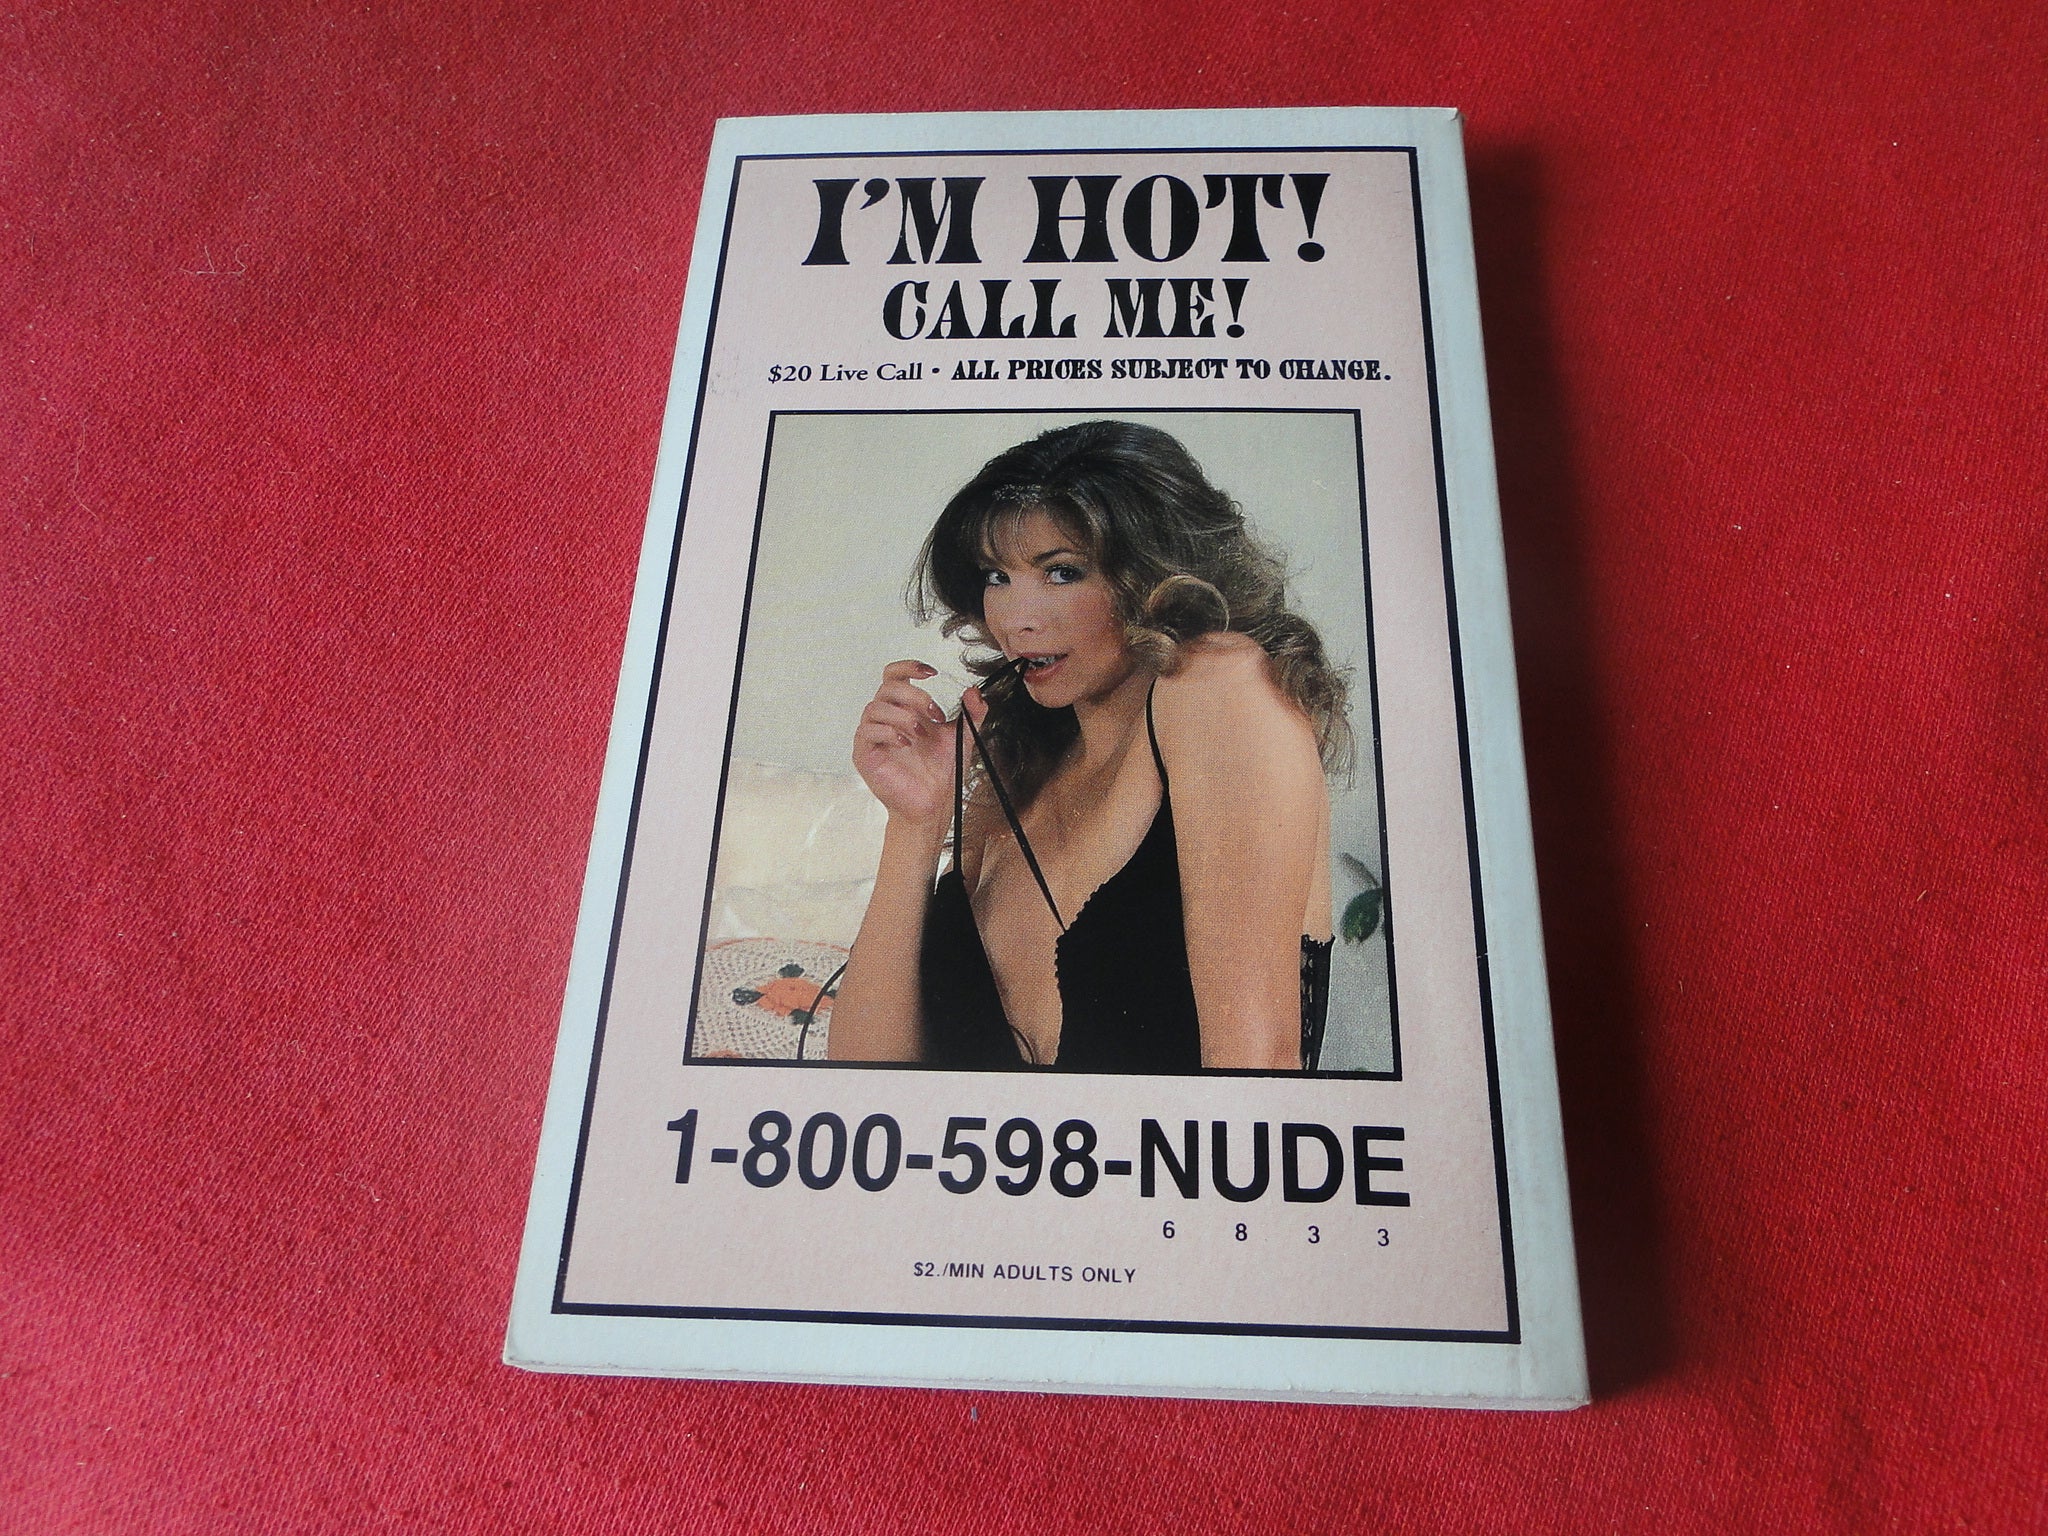 I'M HOT!
CALL ME!
$20 Live Call • ALL PRICES SUBJECT TO CHANGE.
1-800-598-NUDE
6 8 3 3
$2./MIN ADULTS ONLY